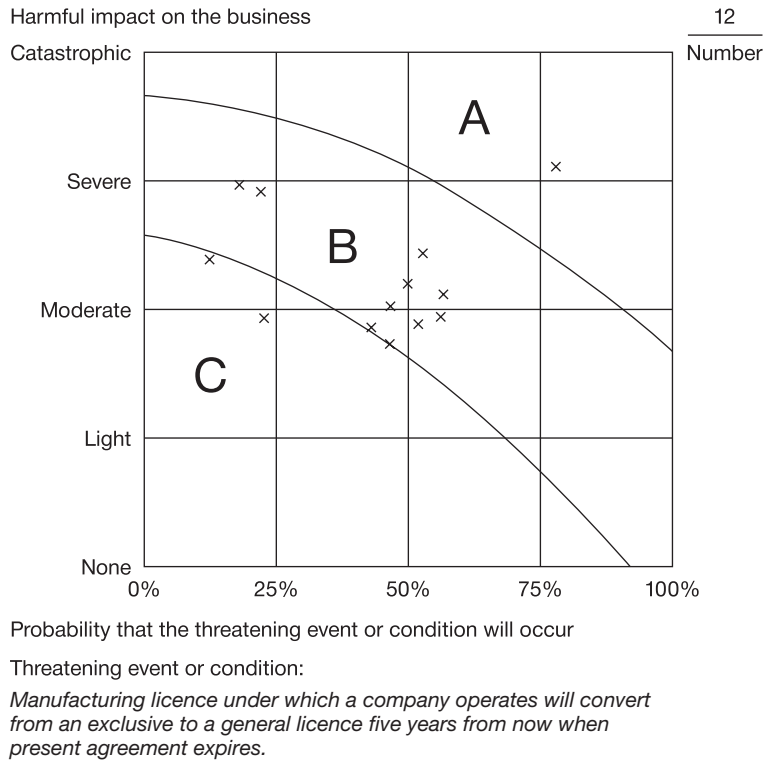 Harmful impact on the business
12
Number
Catastrophic
A
Severe
B
Moderate
C
Light
None
0% 25% 50% 75% 100%
Probability that the threatening event or condition will occur
Threatening event or condition:
Manufacturing licence under which a company operates will convert
from an exclusive to a general licence five years from now when
present agreement expires.